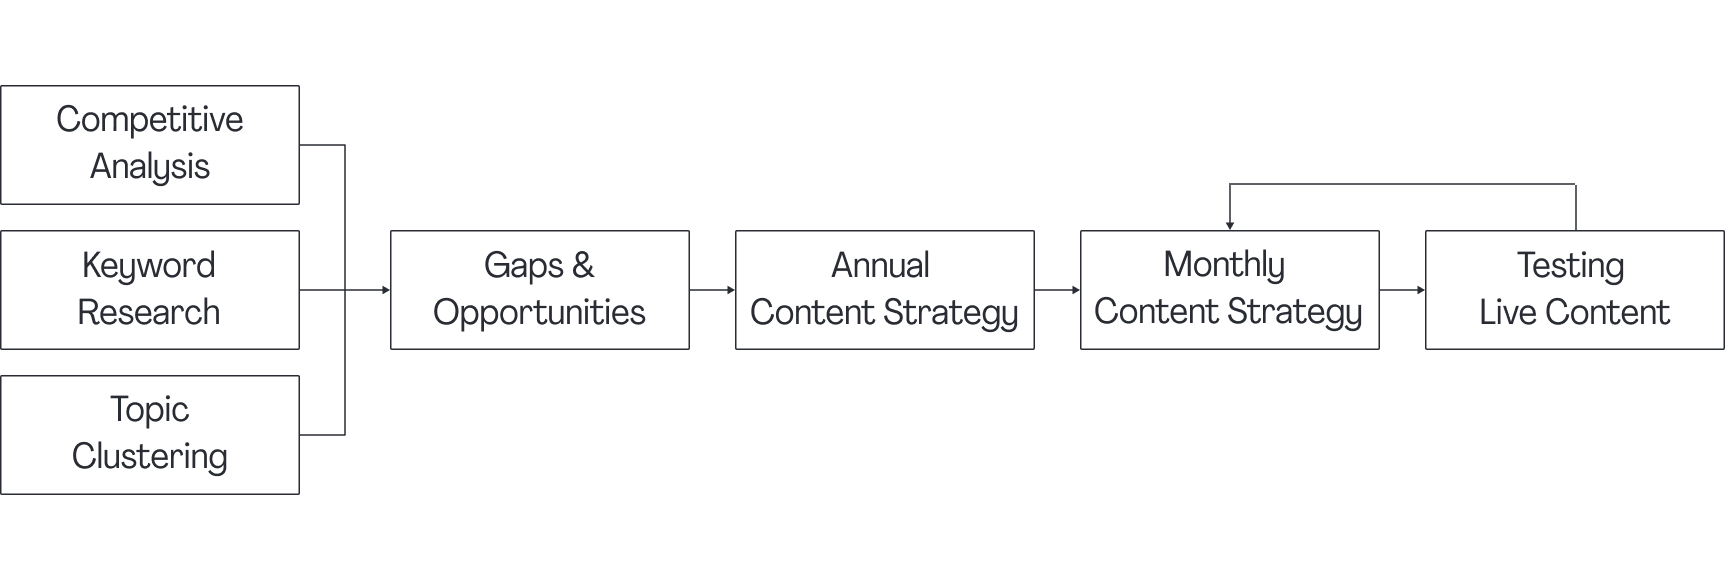 Competitive
Analysis
Keyword
Research
Topic
Clustering
Gaps &
Opportunities
Annual
Content Strategy
Monthly
Content Strategy
Testing
Live Content